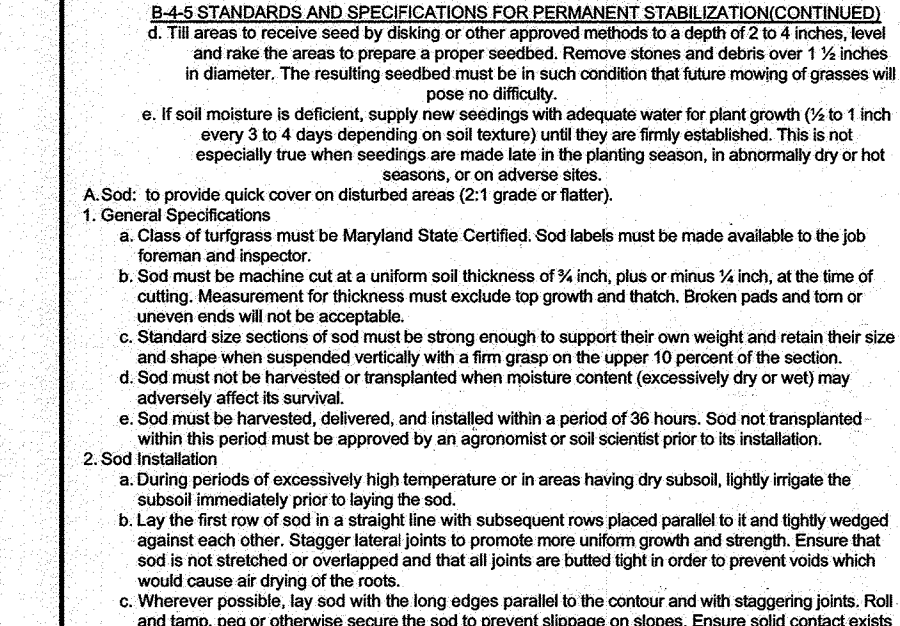 B-4-5 STANDARDS AND SPECIFICATIONS FOR PERMANENT STABILIZATION(CONTINUED)
d. Till areas to receive seed by disking or other approved methods to a depth of 2 to 4 inches, level
and rake the areas to prepare a proper seedbed. Remove stones and debris over 1 ½ inches
in diameter. The resulting seedbed must be in such condition that future mowing of grasses will
pose no difficulty.
e. If soil moisture is deficient, supply new seedings with adequate water for plant growth (½ to 1 inch
every 3 to 4 days depending on soil texture) until they are firmly established. This is not
especially true when seedings are made late in the planting season, in abnormally dry or hot
seasons, or on adverse sites.
A. Sod: to provide quick cover on disturbed areas (2:1 grade or flatter).
1. General Specifications
a. Class of turfgrass must be Maryland State Certified. Sod labels must be made available to the job
foreman and inspector.
b. Sod must be machine cut at a uniform soil thickness of ¾ inch, plus or minus ¼ inch, at the time of
cutting. Measurement for thickness must exclude top growth and thatch. Broken pads and torn or
uneven ends will not be acceptable.
c. Standard size sections of sod must be strong enough to support their own weight and retain their size
and shape when suspended vertically with a firm grasp on the upper 10 percent of the section.
d. Sod must not be harvested or transplanted when moisture content (excessively dry or wet) may
adversely affect its survival.
e. Sod must be harvested, delivered, and installed within a period of 36 hours. Sod not transplanted
within this period must be approved by an agronomist or soil scientist prior to its installation.
2. Sod Installation
a. During periods of excessively high temperature or in areas having dry subsoil, lightly irrigate the
subsoil immediately prior to laying the sod.
b. Lay the first row of sod in a straight line with subsequent rows placed parallel to it and tightly wedged
against each other. Stagger lateral joints to promote more uniform growth and strength. Ensure that
sod is not stretched or overlapped and that all joints are butted tight in order to prevent voids which
would cause air drying of the roots.
c. Wherever possible, lay sod with the long edges parallel to the contour and with staggering joints. Roll
and tamp, peg or otherwise secure the sod to prevent slippage on slopes. Ensure solid contact exists